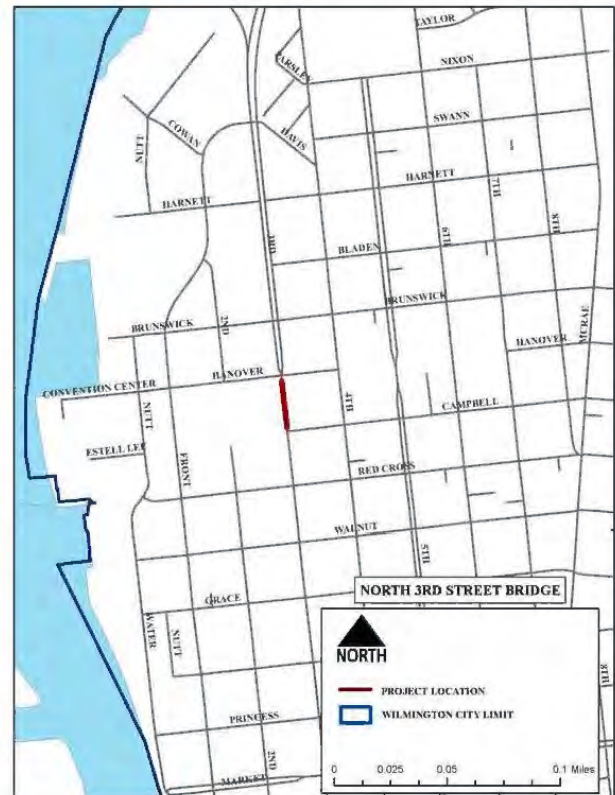 TAYLOR
NIXON
PARSLEY
SWANN
COWAN
DAVIS
NUTT
HARNETT
7TH
HARNETT
8TH
6TH
3RD
BLADEN
BRUNSWICK
2ND
BRUNSWICK
HANOVER
MCRAE
HANOVER
CONVENTION CENTER
4TH
CAMPBELL
NUTT
ESTELL LEE
FRONT
RED CROSS
WALNUT
5TH
NORTH 3RD STREET BRIDGE
GRACE
WATER
NUTT
NORTH
8TH
PROJECT LOCATION
WILMINGTON CITY LIMIT
PRINCESS
2ND
MARKET
0 0.025 0.05 0.1 Miles